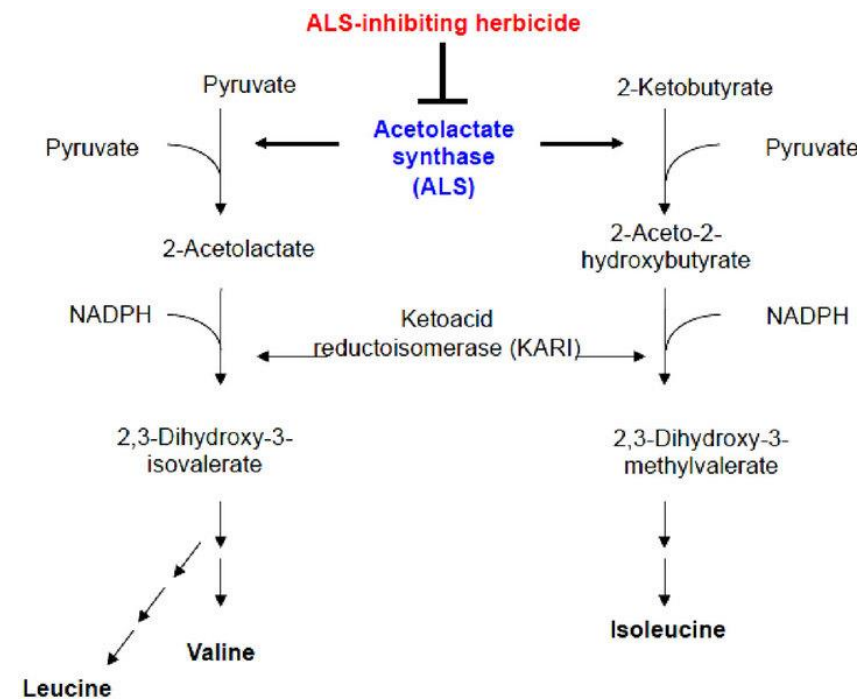 ALS-inhibiting herbicide
Pyruvate
2-Ketobutyrate
Pyruvate
Acetolactate
synthase
(ALS)
Pyruvate
2-Acetolactate
2-Aceto-2-
hydroxybutyrate
NADPH
Ketoacid
reductoisomerase (KARI)
NADPH
2,3-Dihydroxy-3-
isovalerate
2,3-Dihydroxy-3-
methylvalerate
Isoleucine
Valine
Leucine